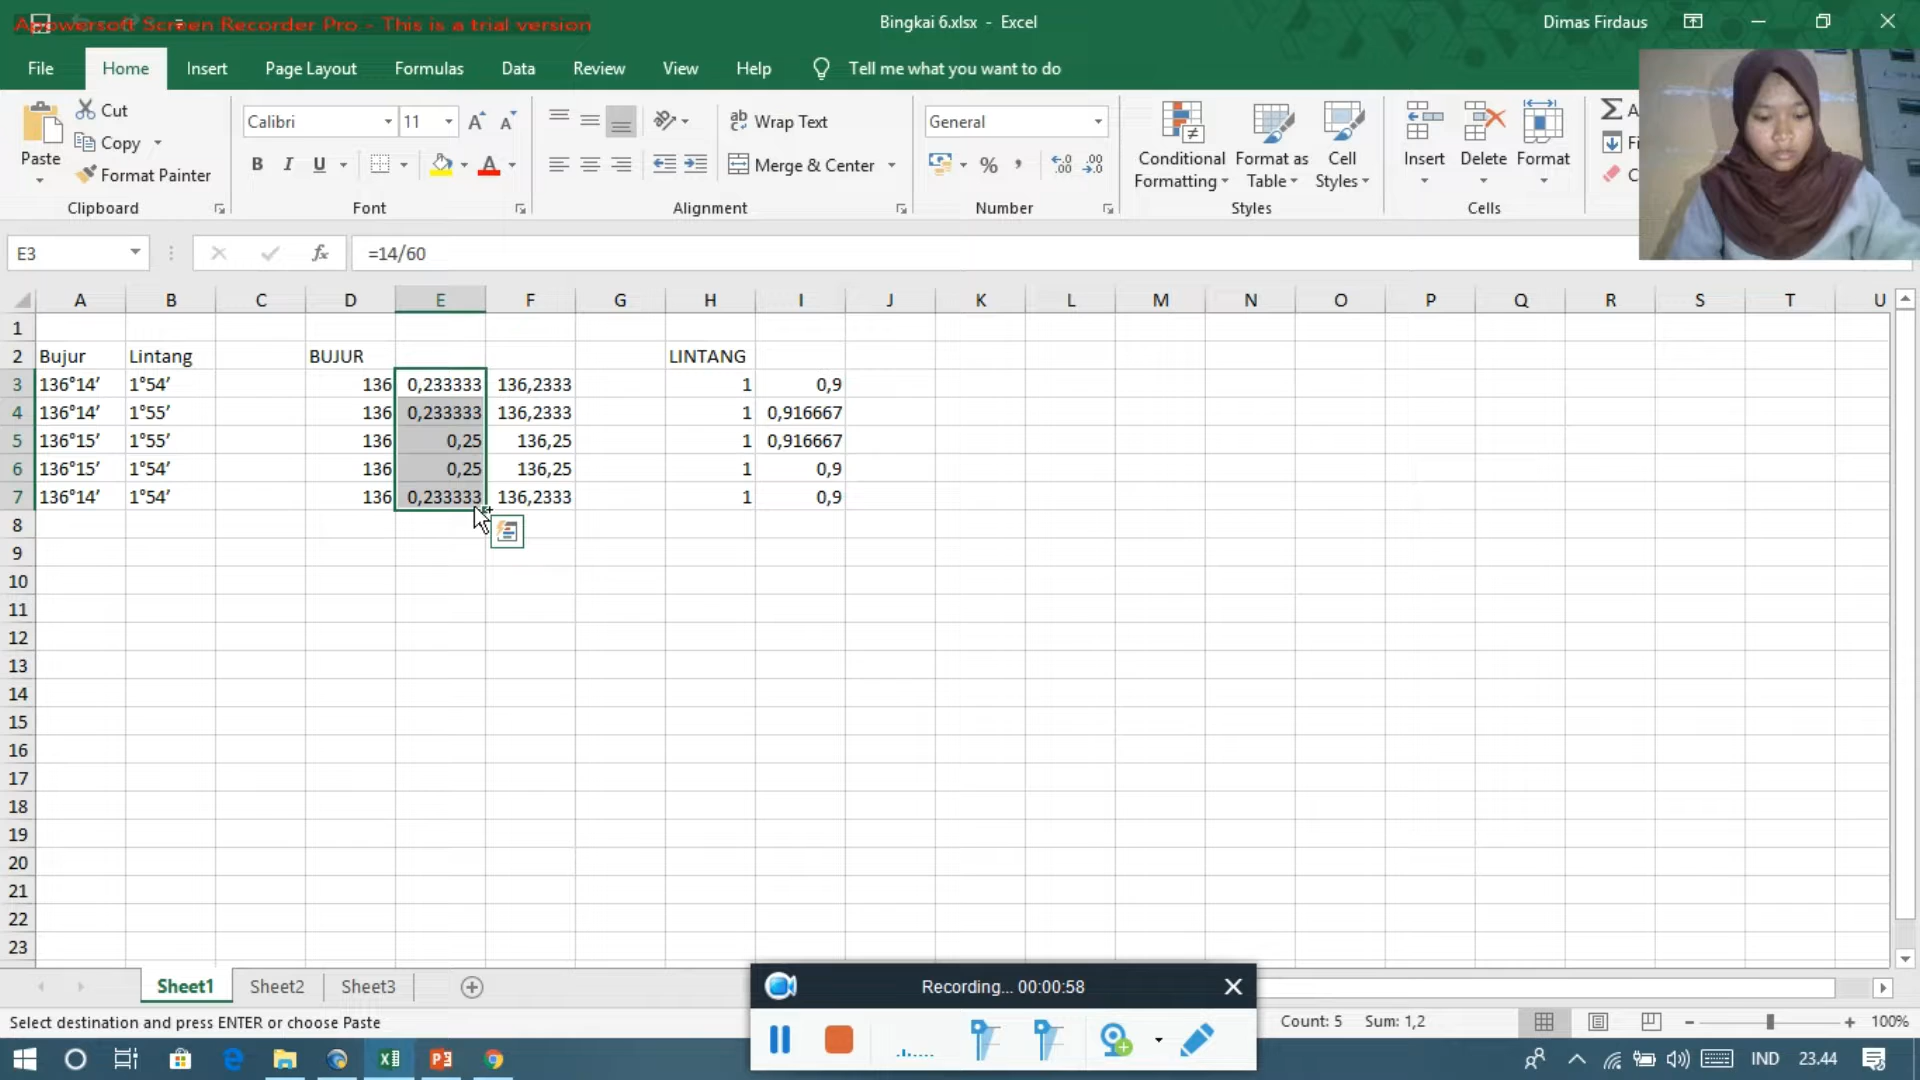 Apowersoft Screen Recorder Pro - This is a trial version
Bingkai 6.xlsx - Excel
Dimas Firdaus
File Home Insert Page Layout Formulas Data Review View Help Tell me what you want to do
Paste
Cut
Copy
Format Painter
Clipboard
Calibri 11
B I U
Font
Wrap Text
Merge & Center
Alignment
General
%
Number
Conditional Formatting
Format as Table
Cell Styles
Styles
Insert Delete Format
Cells
E3
fx
=14/60
A B C D E F G H I J K L M N O P Q R S T U
1
2 Bujur Lintang BUJUR LINTANG
3 136°14’ 1°54’ 136 0,233333 136,2333 1 0,9
4 136°14’ 1°55’ 136 0,233333 136,2333 1 0,916667
5 136°15’ 1°55’ 136 0,25 136,25 1 0,916667
6 136°15’ 1°54’ 136 0,25 136,25 1 0,9
7 136°14’ 1°54’ 136 0,233333 136,2333 1 0,9
8
9
10
11
12
13
14
15
16
17
18
19
20
21
22
23
Sheet1 Sheet2 Sheet3
Recording... 00:00:58
Select destination and press ENTER or choose Paste
Count: 5 Sum: 1,2
100%
IND 23.44